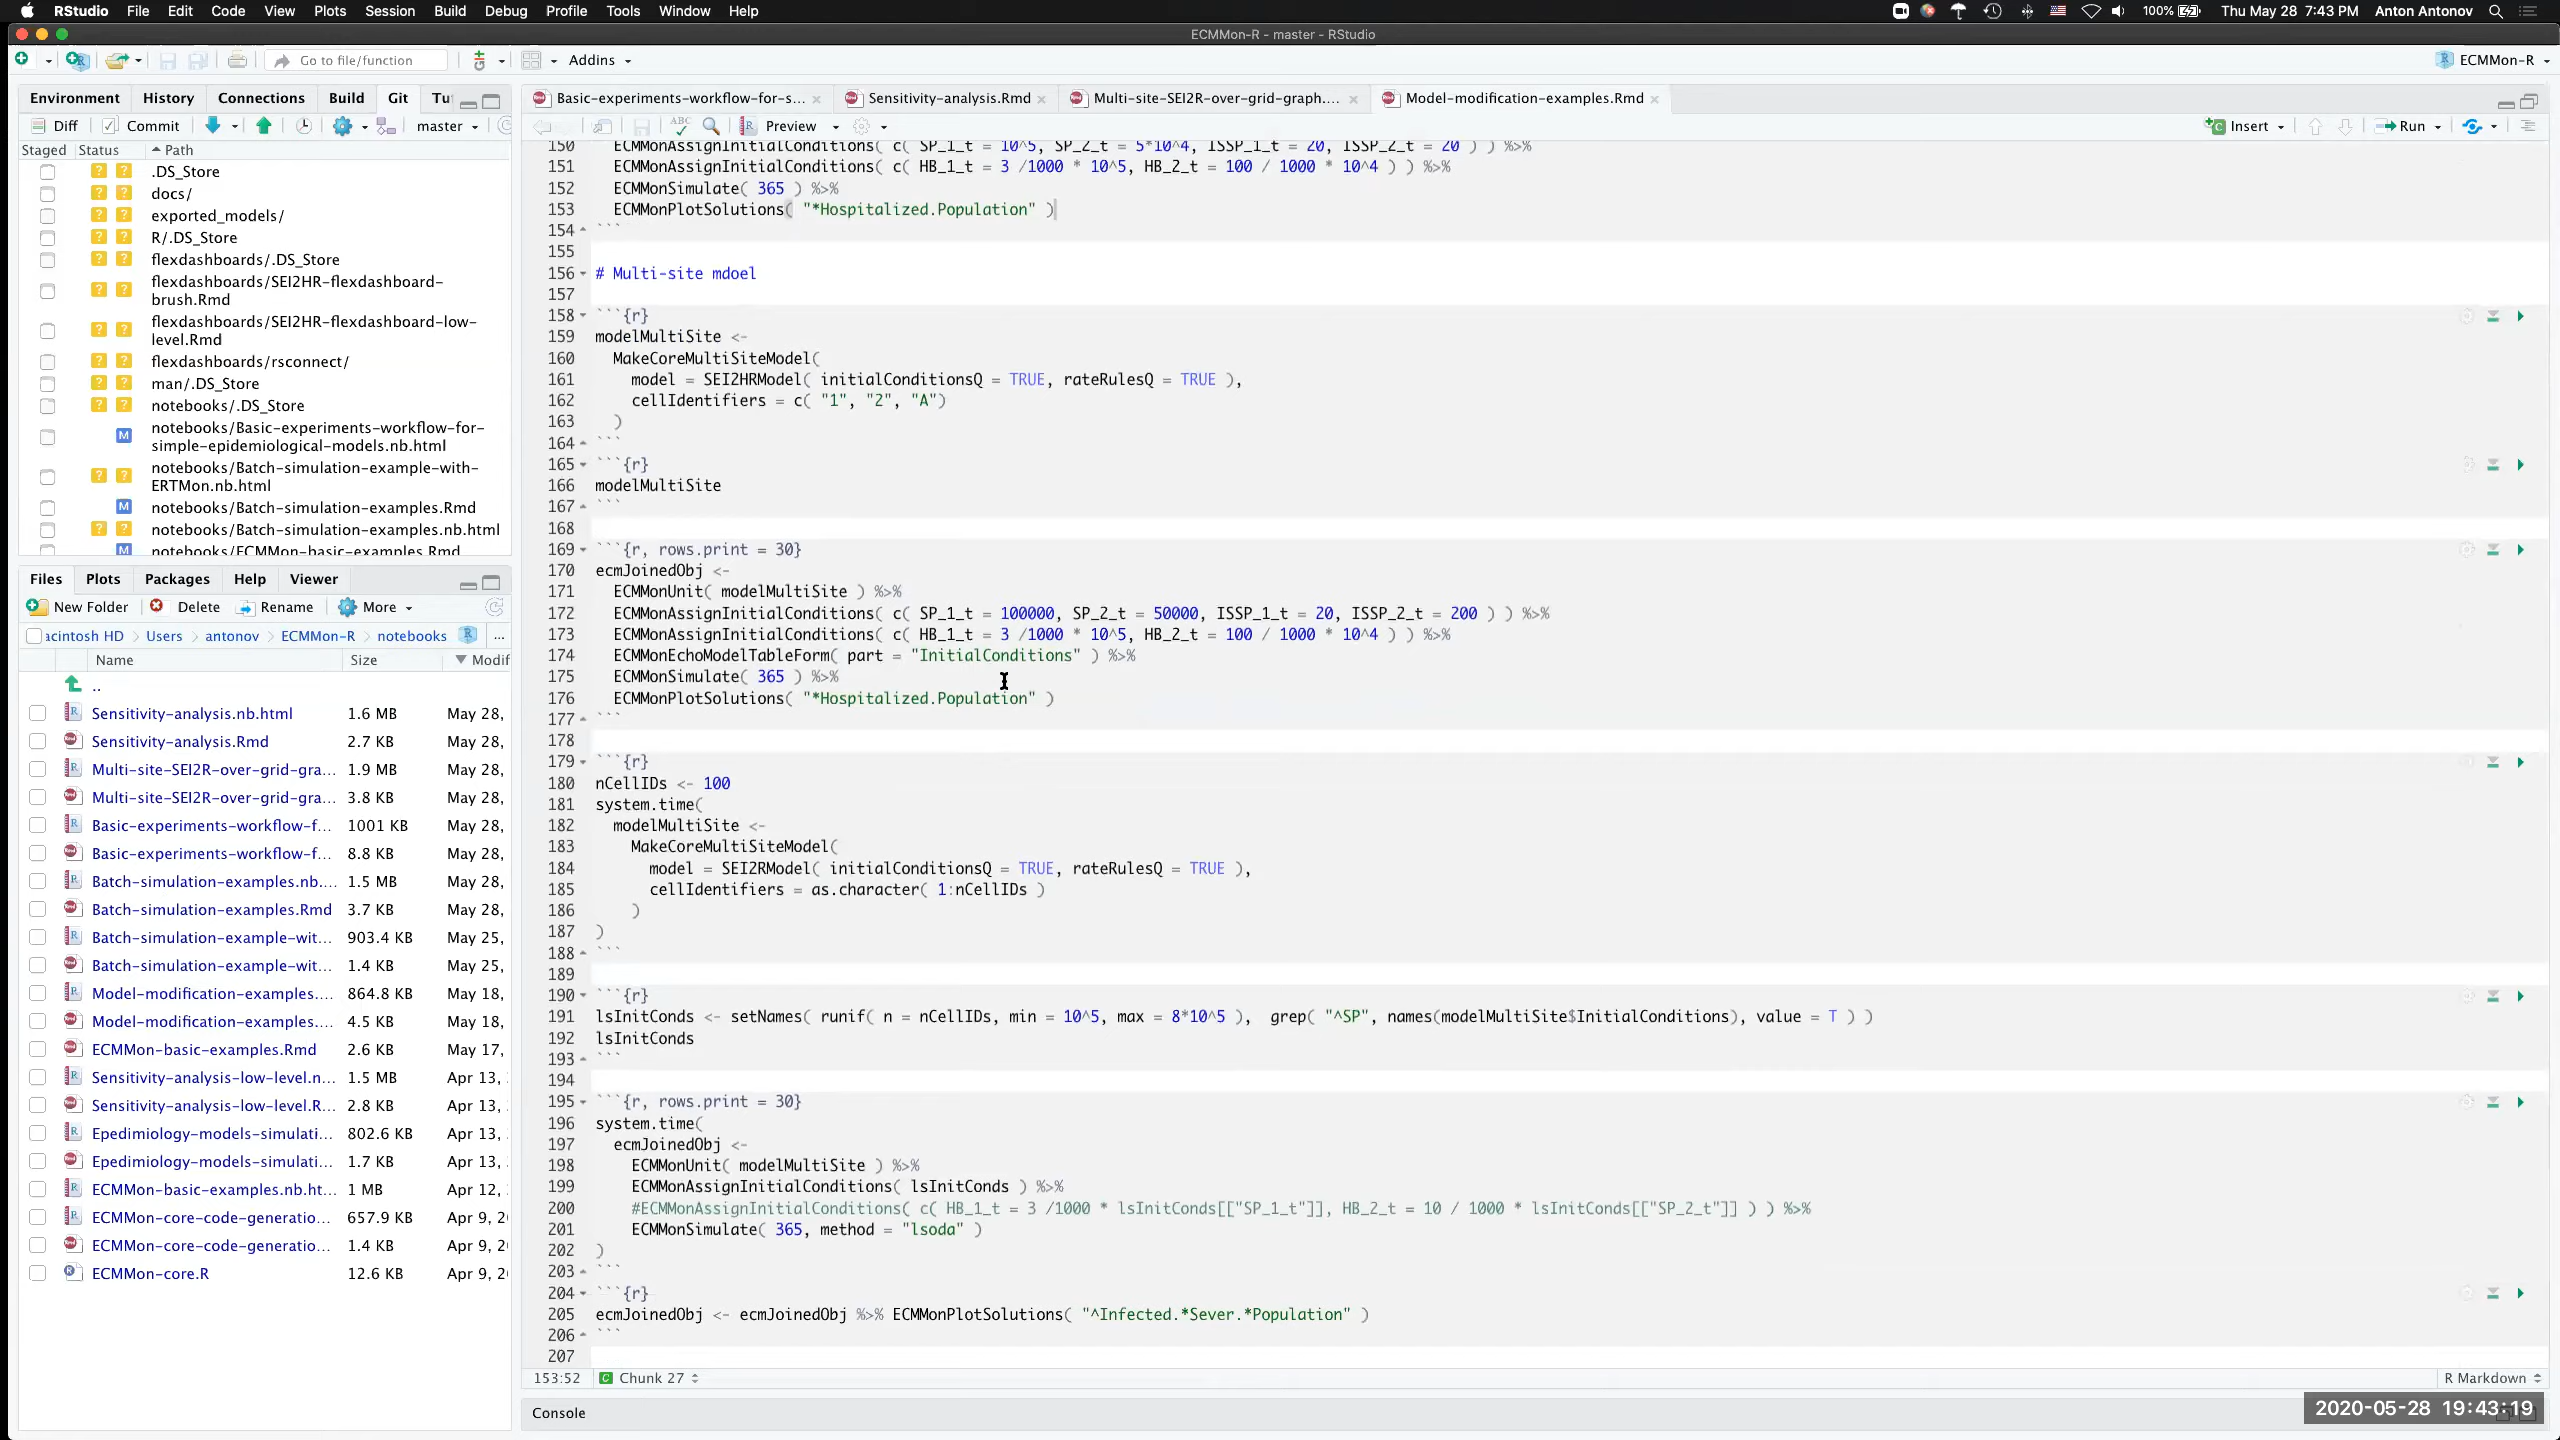 RStudio File Edit Code View Plots Session Build Debug Profile Tools Window Help 100% Thu May 28 7:43 PM Anton Antonov
ECMMon-R - master - RStudio
Go to file/function Addins ECMMon-R
Environment History Connections Build Git Tu
Diff Commit master
Staged Status Path
.DS_Store
docs/
exported_models/
R/.DS_Store
flexdashboards/.DS_Store
flexdashboards/SEI2HR-flexdashboard-
brush.Rmd
flexdashboards/SEI2HR-flexdashboard-low-
level.Rmd
flexdashboards/rsconnect/
man/.DS_Store
notebooks/.DS_Store
notebooks/Basic-experiments-workflow-for-
simple-epidemiological-models.nb.html
notebooks/Batch-simulation-example-with-
ERTMon.nb.html
notebooks/Batch-simulation-examples.Rmd
notebooks/Batch-simulation-examples.nb.html
notebooks/ECMMon-basic-examples.Rmd
Files Plots Packages Help Viewer
New Folder Delete Rename More
acintosh HD Users antonov ECMMon-R notebooks ...
Name Size Modif
..
Sensitivity-analysis.nb.html 1.6 MB May 28,
Sensitivity-analysis.Rmd 2.7 KB May 28,
Multi-site-SEI2R-over-grid-gra... 1.9 MB May 28,
Multi-site-SEI2R-over-grid-gra... 3.8 KB May 28,
Basic-experiments-workflow-f... 1001 KB May 28,
Basic-experiments-workflow-f... 8.8 KB May 28,
Batch-simulation-examples.nb.... 1.5 MB May 28,
Batch-simulation-examples.Rmd 3.7 KB May 28,
Batch-simulation-example-wit... 903.4 KB May 25,
Batch-simulation-example-wit... 1.4 KB May 25,
Model-modification-examples.... 864.8 KB May 18,
Model-modification-examples.... 4.5 KB May 18,
ECMMon-basic-examples.Rmd 2.6 KB May 17,
Sensitivity-analysis-low-level.n... 1.5 MB Apr 13,
Sensitivity-analysis-low-level.R... 2.8 KB Apr 13,
Epedimiology-models-simulati... 802.6 KB Apr 13,
Epedimiology-models-simulati... 1.7 KB Apr 13,
ECMMon-basic-examples.nb.ht... 1 MB Apr 12,
ECMMon-core-code-generatio... 657.9 KB Apr 9, 2
ECMMon-core-code-generatio... 1.4 KB Apr 9, 2
ECMMon-core.R 12.6 KB Apr 9, 2
Basic-experiments-workflow-for-s... Sensitivity-analysis.Rmd Multi-site-SEI2R-over-grid-graph.... Model-modification-examples.Rmd
ABC Preview Insert Run
150 ECMMonAssignInitialConditions( c( SP_1_t = 10^5, SP_2_t = 5*10^4, ISSP_1_t = 20, ISSP_2_t = 20 ) ) %>%
151 ECMMonAssignInitialConditions( c( HB_1_t = 3 /1000 * 10^5, HB_2_t = 100 / 1000 * 10^4 ) ) %>%
152 ECMMonSimulate( 365 ) %>%
153 ECMMonPlotSolutions( "*Hospitalized.Population" )
154 ```
155
156 # Multi-site mdoel
157
158 ```{r}
159 modelMultiSite <-
160 MakeCoreMultiSiteModel(
161 model = SEI2HRModel( initialConditionsQ = TRUE, rateRulesQ = TRUE ),
162 cellIdentifiers = c( "1", "2", "A")
163 )
164 ```
165 ```{r}
166 modelMultiSite
167 ```
168
169 ```{r, rows.print = 30}
170 ecmJoinedObj <-
171 ECMMonUnit( modelMultiSite ) %>%
172 ECMMonAssignInitialConditions( c( SP_1_t = 100000, SP_2_t = 50000, ISSP_1_t = 20, ISSP_2_t = 200 ) ) %>%
173 ECMMonAssignInitialConditions( c( HB_1_t = 3 /1000 * 10^5, HB_2_t = 100 / 1000 * 10^4 ) ) %>%
174 ECMMonEchoModelTableForm( part = "InitialConditions" ) %>%
175 ECMMonSimulate( 365 ) %>%
176 ECMMonPlotSolutions( "*Hospitalized.Population" )
177 ```
178
179 ```{r}
180 nCellIDs <- 100
181 system.time(
182 modelMultiSite <-
183 MakeCoreMultiSiteModel(
184 model = SEI2RModel( initialConditionsQ = TRUE, rateRulesQ = TRUE ),
185 cellIdentifiers = as.character( 1:nCellIDs )
186 )
187 )
188 ```
189
190 ```{r}
191 lsInitConds <- setNames( runif( n = nCellIDs, min = 10^5, max = 8*10^5 ), grep( "^SP", names(modelMultiSite$InitialConditions), value = T ) )
192 lsInitConds
193 ```
194
195 ```{r, rows.print = 30}
196 system.time(
197 ecmJoinedObj <-
198 ECMMonUnit( modelMultiSite ) %>%
199 ECMMonAssignInitialConditions( lsInitConds ) %>%
200 #ECMMonAssignInitialConditions( c( HB_1_t = 3 /1000 * lsInitConds[["SP_1_t"]], HB_2_t = 10 / 1000 * lsInitConds[["SP_2_t"]] ) ) %>%
201 ECMMonSimulate( 365, method = "lsoda" )
202 )
203 ```
204 ```{r}
205 ecmJoinedObj <- ecmJoinedObj %>% ECMMonPlotSolutions( "^Infected.*Sever.*Population" )
206 ```
207
153:52 Chunk 27 R Markdown
Console
2020-05-28 19:43:19